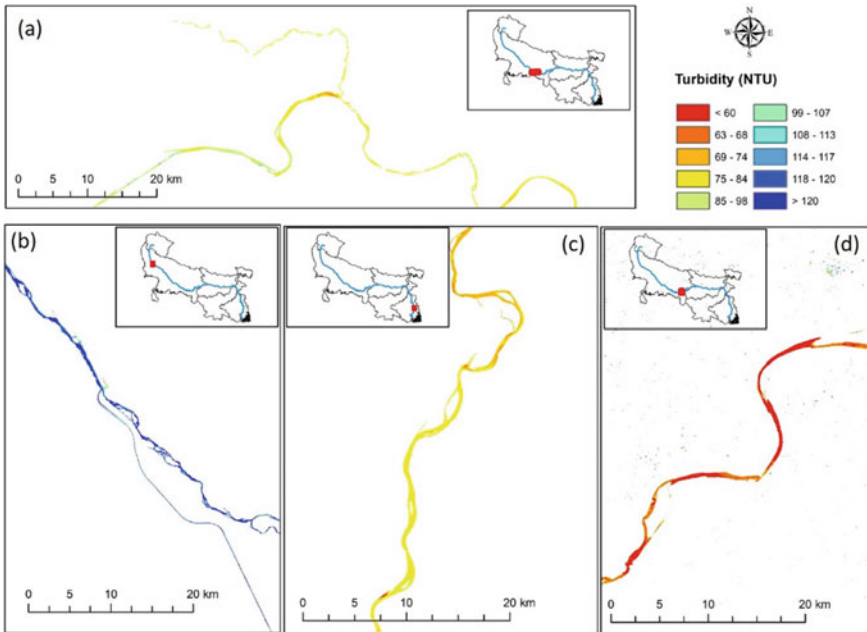 (a)
N
W E
S
Turbidity (NTU)
< 60
99 - 107
63 - 68
108 - 113
69 - 74
114 - 117
75 - 84
118 - 120
85 - 98
> 120
0 5 10 20 km
(b)
(c)
(d)
0 5 10 20 km
0 5 10 20 km
0 5 10 20 km